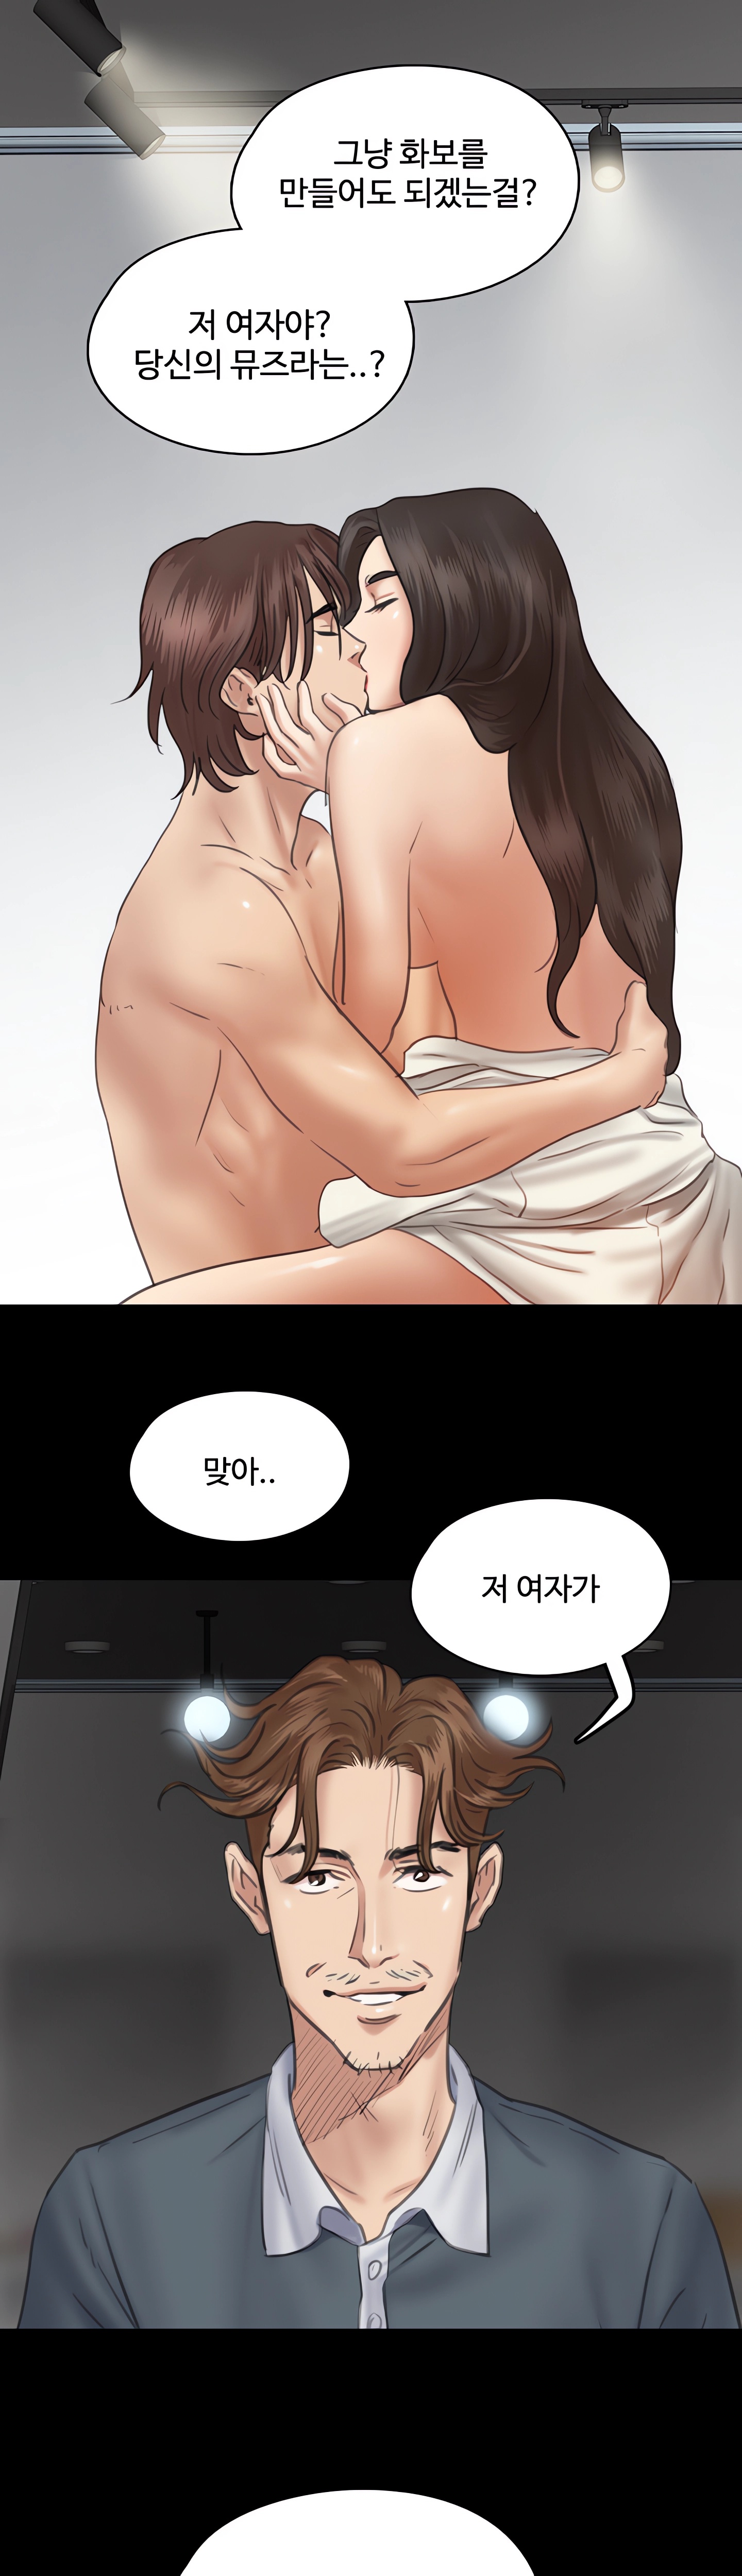 그냥 화보를
만들어도 되겠는걸?
저 여자야?
당신의 뮤즈라는..?
맞아..
저 여자가